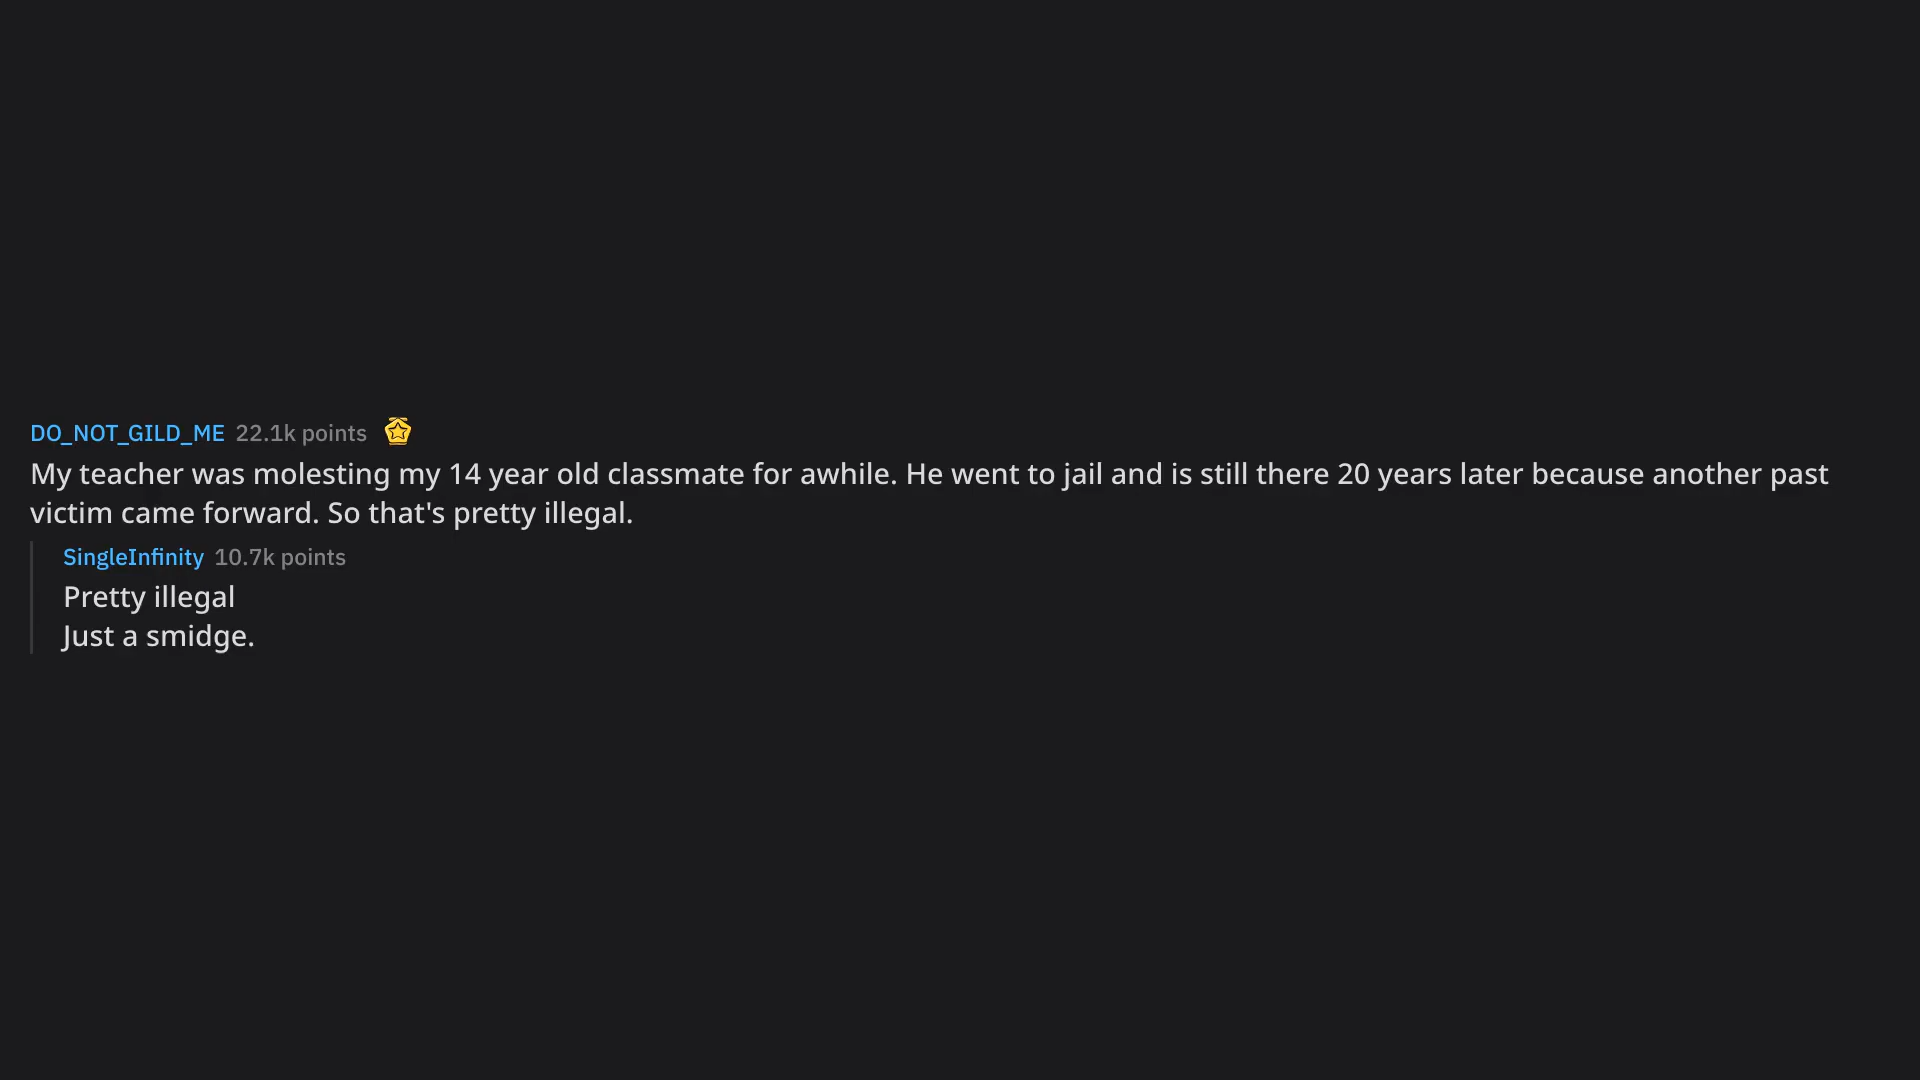 DO_NOT_GILD_ME 22.1k points
My teacher was molesting my 14 year old classmate for awhile. He went to jail and is still there 20 years later because another past
victim came forward. So that's pretty illegal.
SingleInfinity 10.7k points
Pretty illegal
Just a smidge.